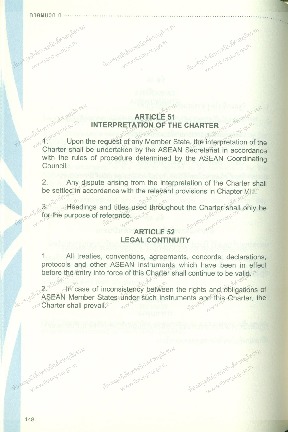 ARTICLE 51
INTERPRETATION OF THE CHARTER
1. Upon the request of any Member State, the interpretation of the
Charter shall be undertaken by the ASEAN Secretariat in accordance
with the rules of procedure determined by the ASEAN Coordinating
Council.
2. Any dispute arising from the interpretation of the Charter shall
be settled in accordance with the relevant provisions in Chapter VIII.
3. Headings and titles used throughout the Charter shall only be
for the purpose of reference.
ARTICLE 52
LEGAL CONTINUITY
1. All treaties, conventions, agreements, concords, declarations,
protocols and other ASEAN instruments which have been in effect
before the entry into force of this Charter shall continue to be valid.
2. In case of inconsistency between the rights and obligations of
ASEAN Member States under such instruments and this Charter, the
Charter shall prevail.
148